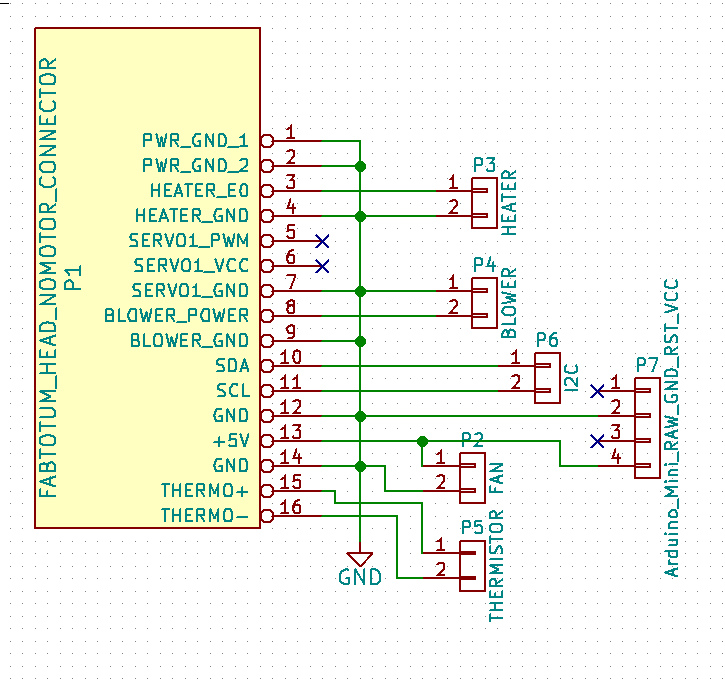 FABTOTUM_HEAD_NOMOTOR_CONNECTOR
P1
PWR_GND_1 1
PWR_GND_2 2
HEATER_E0 3
HEATER_GND 4
SERVO1_PWM 5
SERVO1_VCC 6
SERVO1_GND 7
BLOWER_POWER 8
BLOWER_GND 9
SDA 10
SCL 11
GND 12
+5V 13
GND 14
THERMO+ 15
THERMO- 16
GND
P3
1
2
HEATER
P4
1
2
BLOWER
P6
1
2
I2C
P7
1
2
3
4
Arduino_Mini_RAW_GND_RST_VCC
P2
1
2
FAN
P5
1
2
THERMISTOR